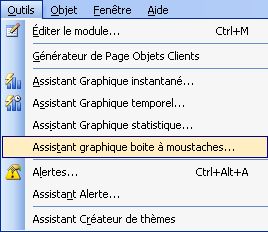 Outils Objet Fenêtre Aide
Éditer le module... Ctrl+M
Générateur de Page Objets Clients
Assistant Graphique instantané...
Assistant Graphique temporel...
Assistant Graphique statistique...
Assistant graphique boite à moustaches...
Alertes... Ctrl+Alt+A
Assistant Alerte...
Assistant Créateur de thèmes